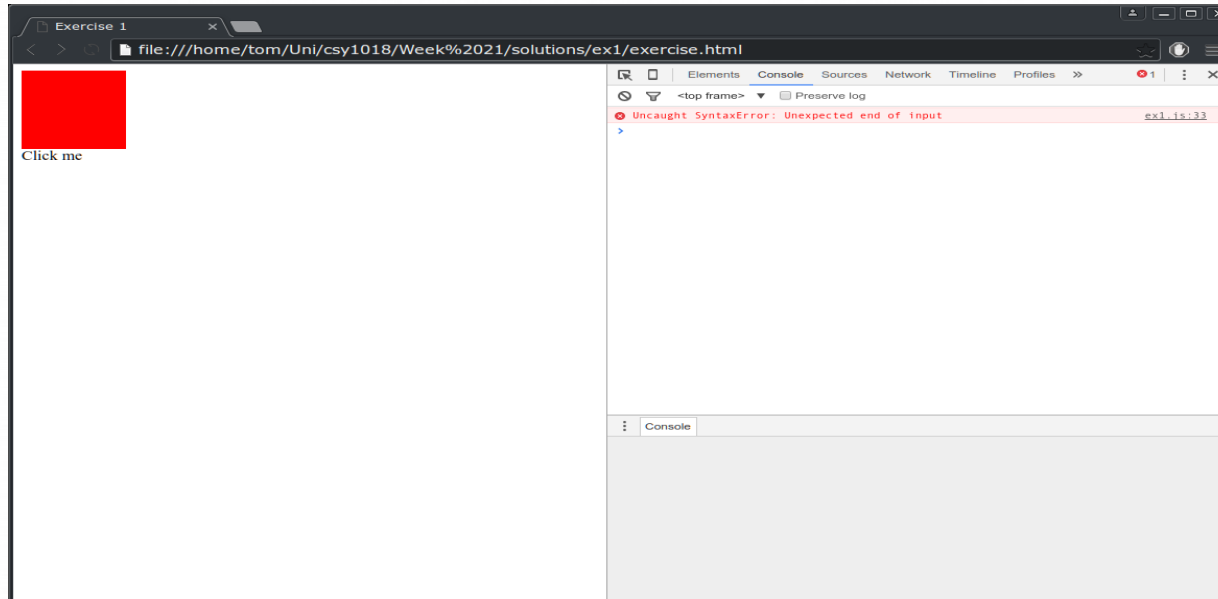 Exercise 1
file:///home/tom/Uni/csy1018/Week%2021/solutions/ex1/exercise.html
Click me
Elements Console Sources Network Timeline Profiles » 1
<top frame> ▼ Preserve log
Uncaught SyntaxError: Unexpected end of input ex1.js:33
>
Console